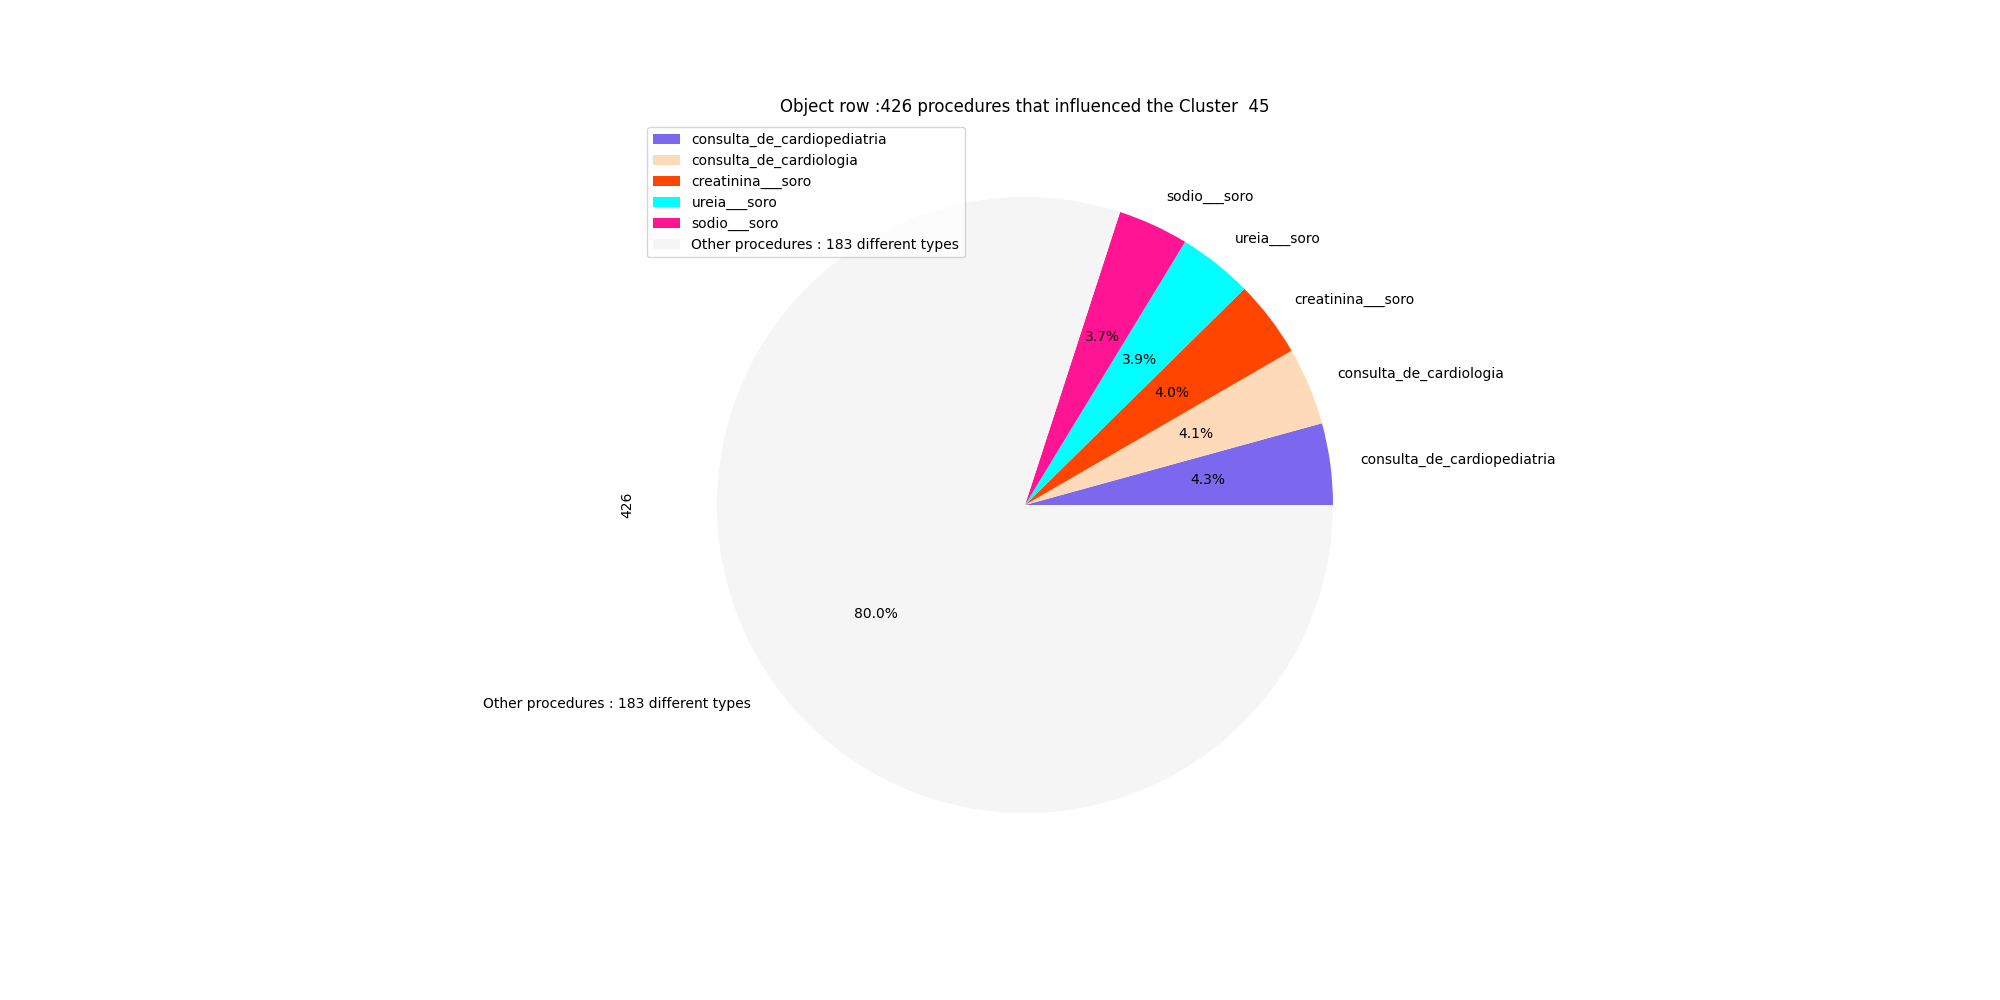 Object row :426 procedures that influenced the Cluster  45
consulta_de_cardiopediatria
consulta_de_cardiologia
creatinina___soro
ureia___soro
sodio___soro
Other procedures : 183 different types
sodio___soro
ureia___soro
creatinina___soro
consulta_de_cardiologia
consulta_de_cardiopediatria
3.7%
3.9%
4.0%
4.1%
4.3%
426
80.0%
Other procedures : 183 different types